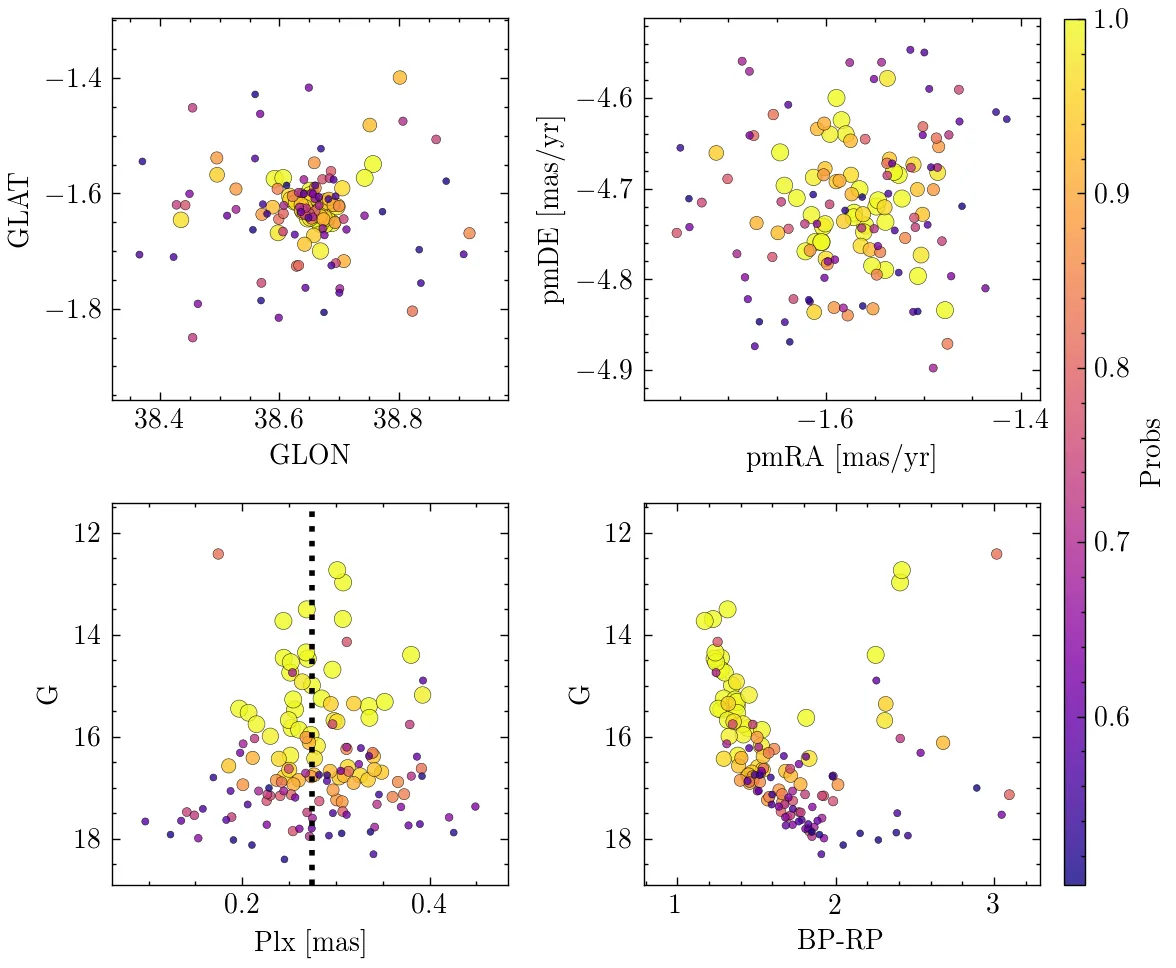 −1.4
−1.6
−1.8
GLAT
38.4 38.6 38.8
GLON
−4.6
−4.7
−4.8
−4.9
pmDE [mas/yr]
−1.6 −1.4
pmRA [mas/yr]
12
14
16
18
G
0.2 0.4
Plx [mas]
12
14
16
18
G
1 2 3
BP-RP
1.0
0.9
0.8
0.7
0.6
Probs